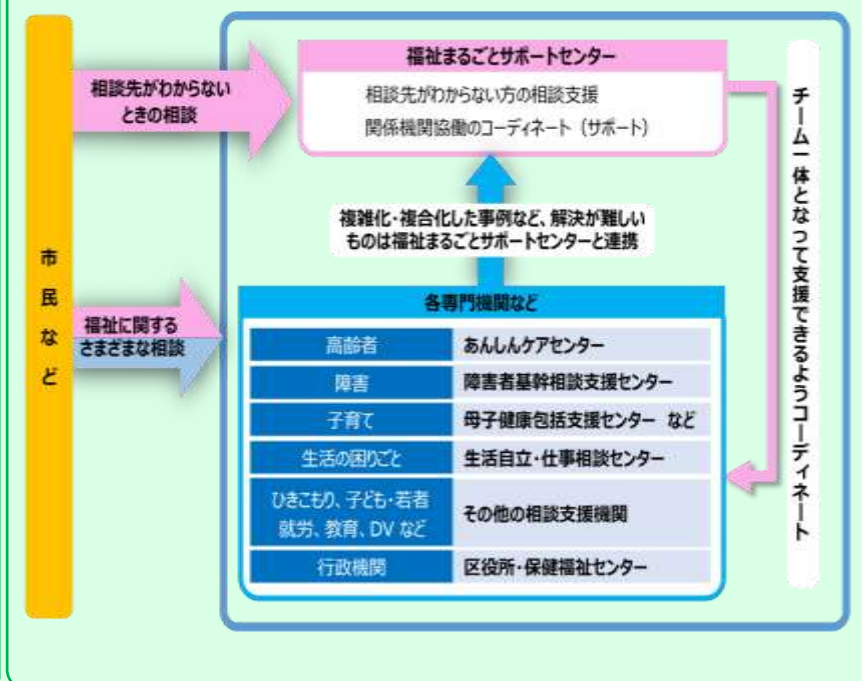 福祉まるごとサポートセンター
相談先がわからない方の相談支援
関係機関協働のコーディネート（サポート）
相談先がわからない
ときの相談
複雑化・複合化した事例など、解決が難しい
ものは福祉まるごとサポートセンターと連携
市民など
福祉に関する
さまざまな相談
各専門機関など
高齢者 あんしんケアセンター
障害 障害者基幹相談支援センター
子育て 母子健康包括支援センター など
生活の困りごと 生活自立・仕事相談センター
ひきこもり、子ども・若者
就労、教育、DV など
その他の相談支援機関
行政機関 区役所・保健福祉センター
チーム一体となって支援できるようコーディネート